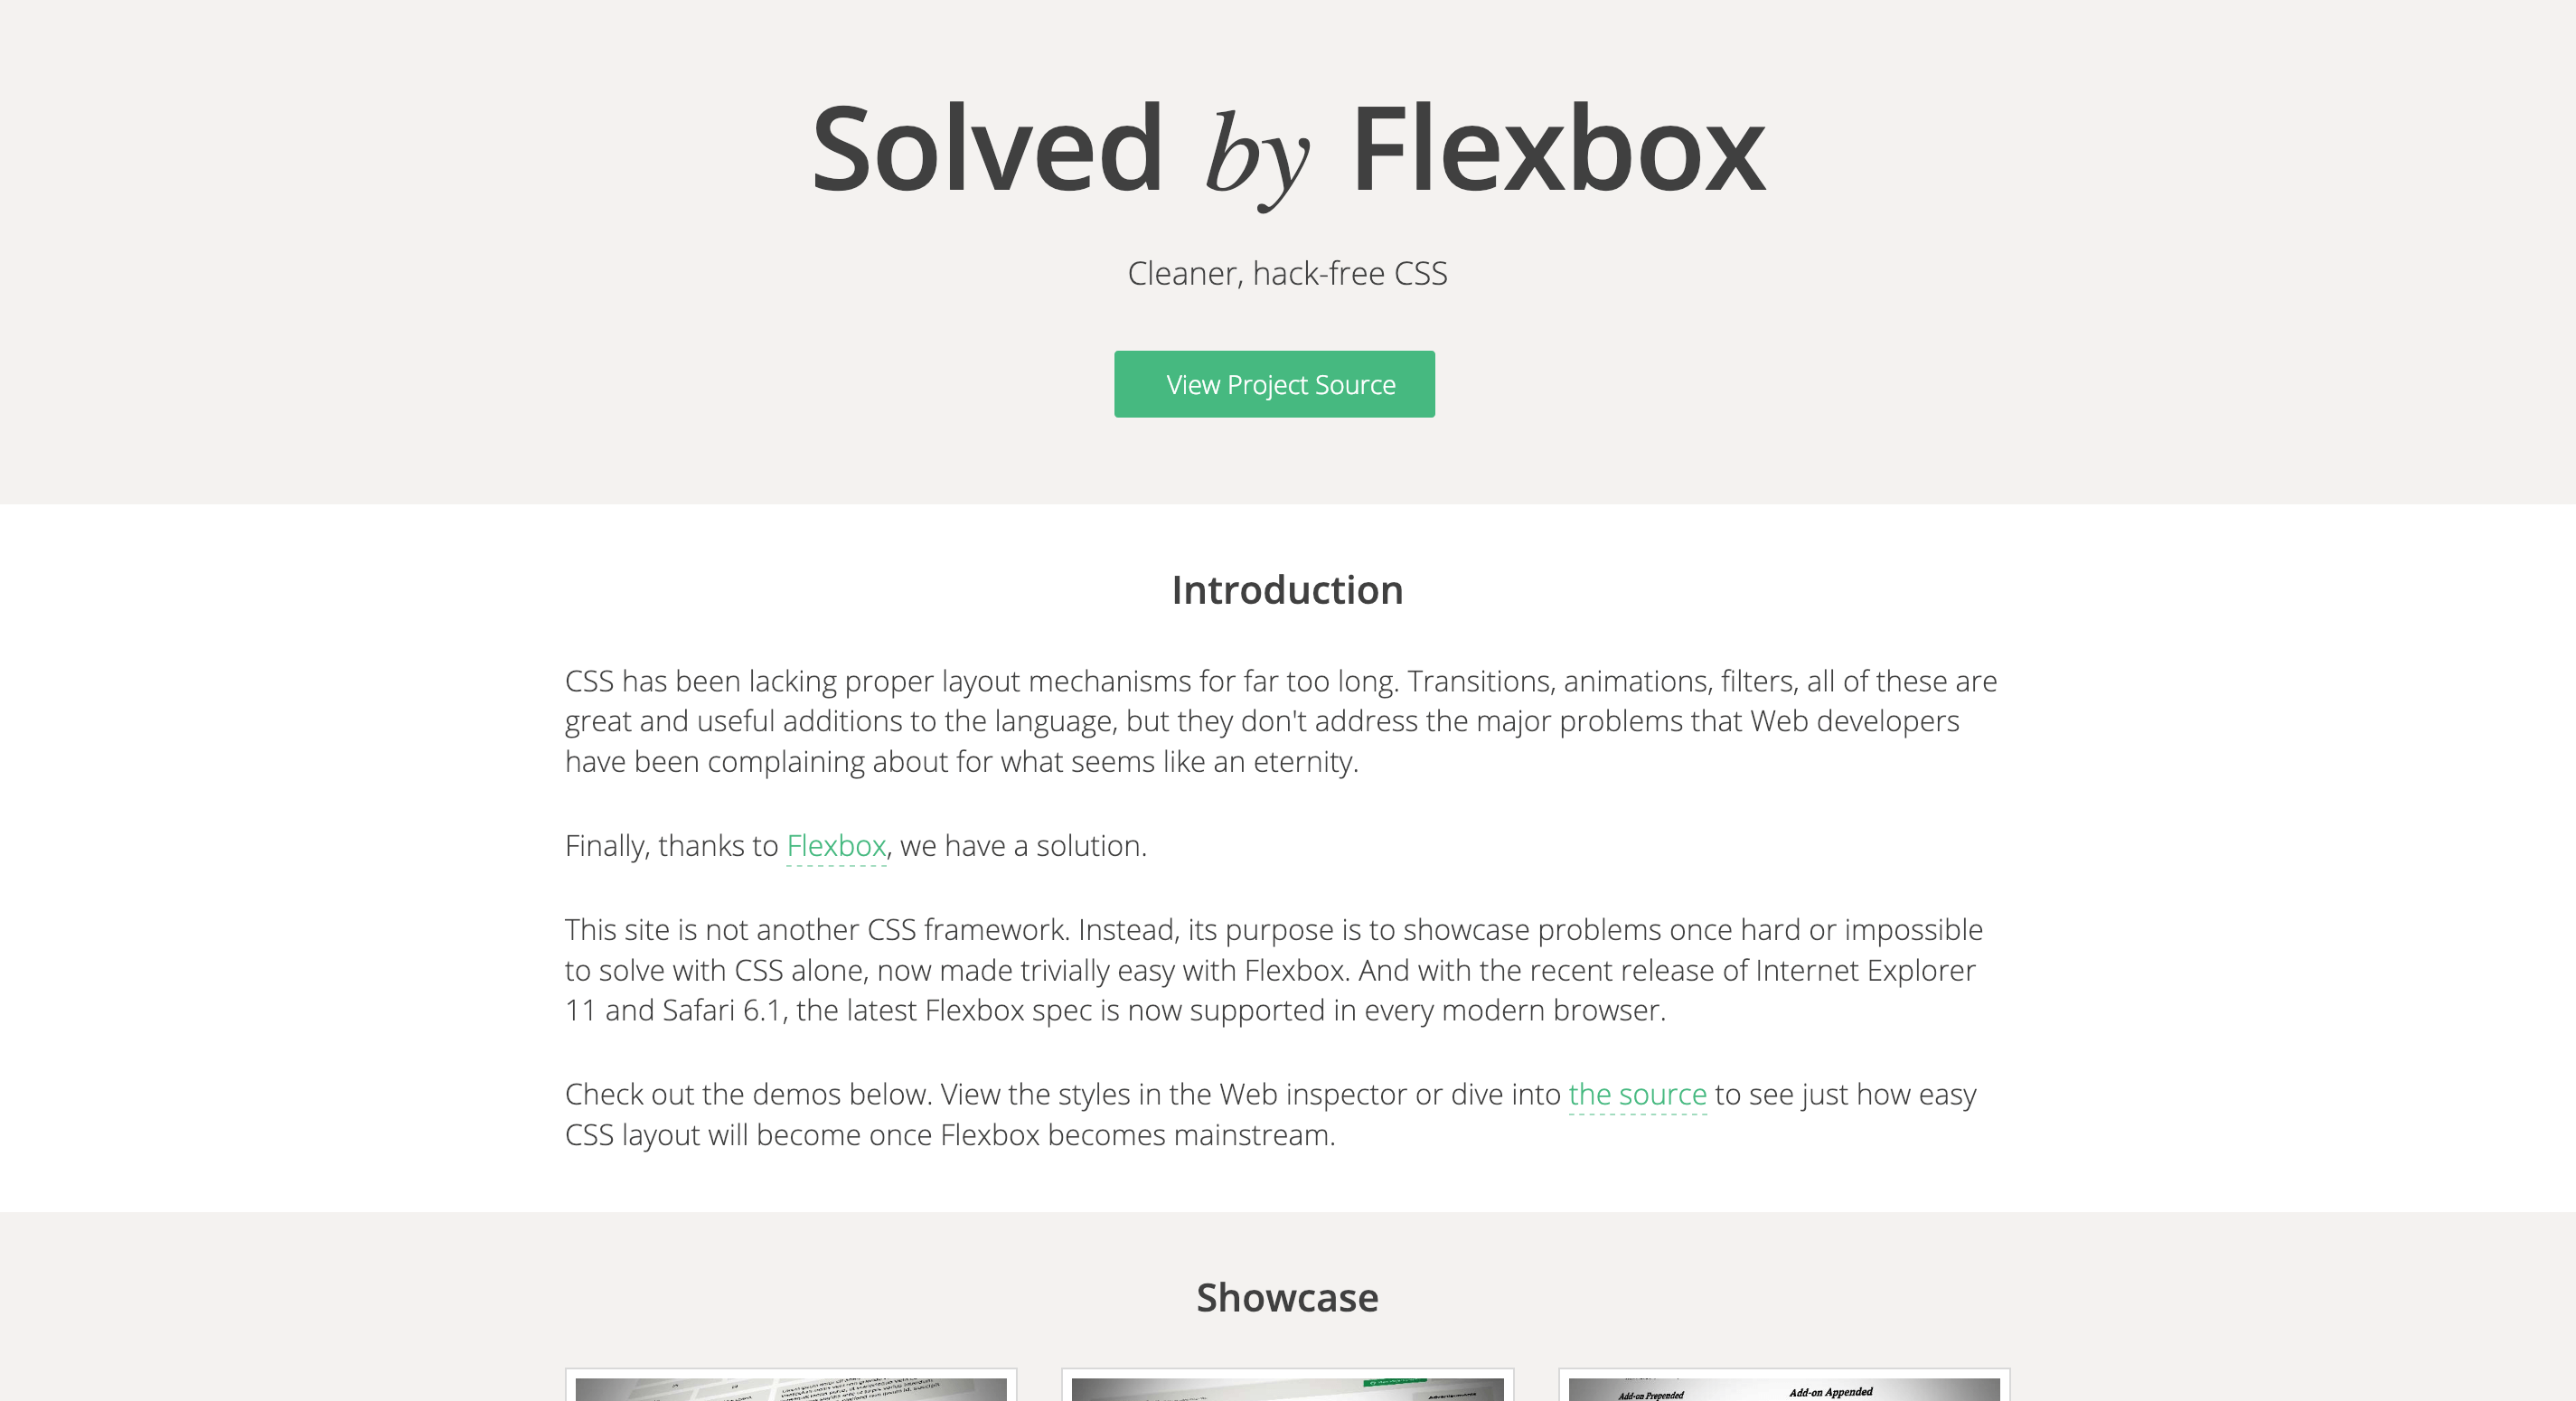 Solved by Flexbox
Cleaner, hack-free CSS
View Project Source
Introduction
CSS has been lacking proper layout mechanisms for far too long. Transitions, animations, filters, all of these are
great and useful additions to the language, but they don't address the major problems that Web developers
have been complaining about for what seems like an eternity.
Finally, thanks to Flexbox, we have a solution.
This site is not another CSS framework. Instead, its purpose is to showcase problems once hard or impossible
to solve with CSS alone, now made trivially easy with Flexbox. And with the recent release of Internet Explorer
11 and Safari 6.1, the latest Flexbox spec is now supported in every modern browser.
Check out the demos below. View the styles in the Web inspector or dive into the source to see just how easy
CSS layout will become once Flexbox becomes mainstream.
Showcase
Add-on Prepended
Add-on Appended